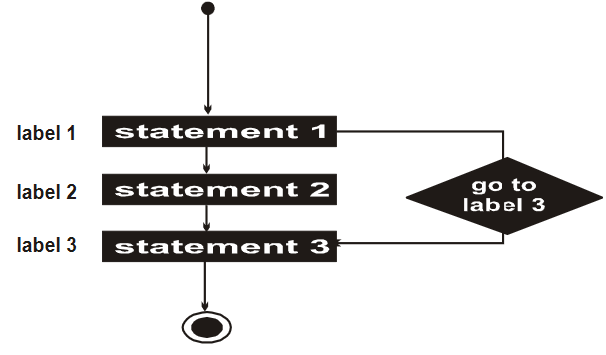 label 1
statement 1
label 2
statement 2
go to
label 3
label 3
statement 3